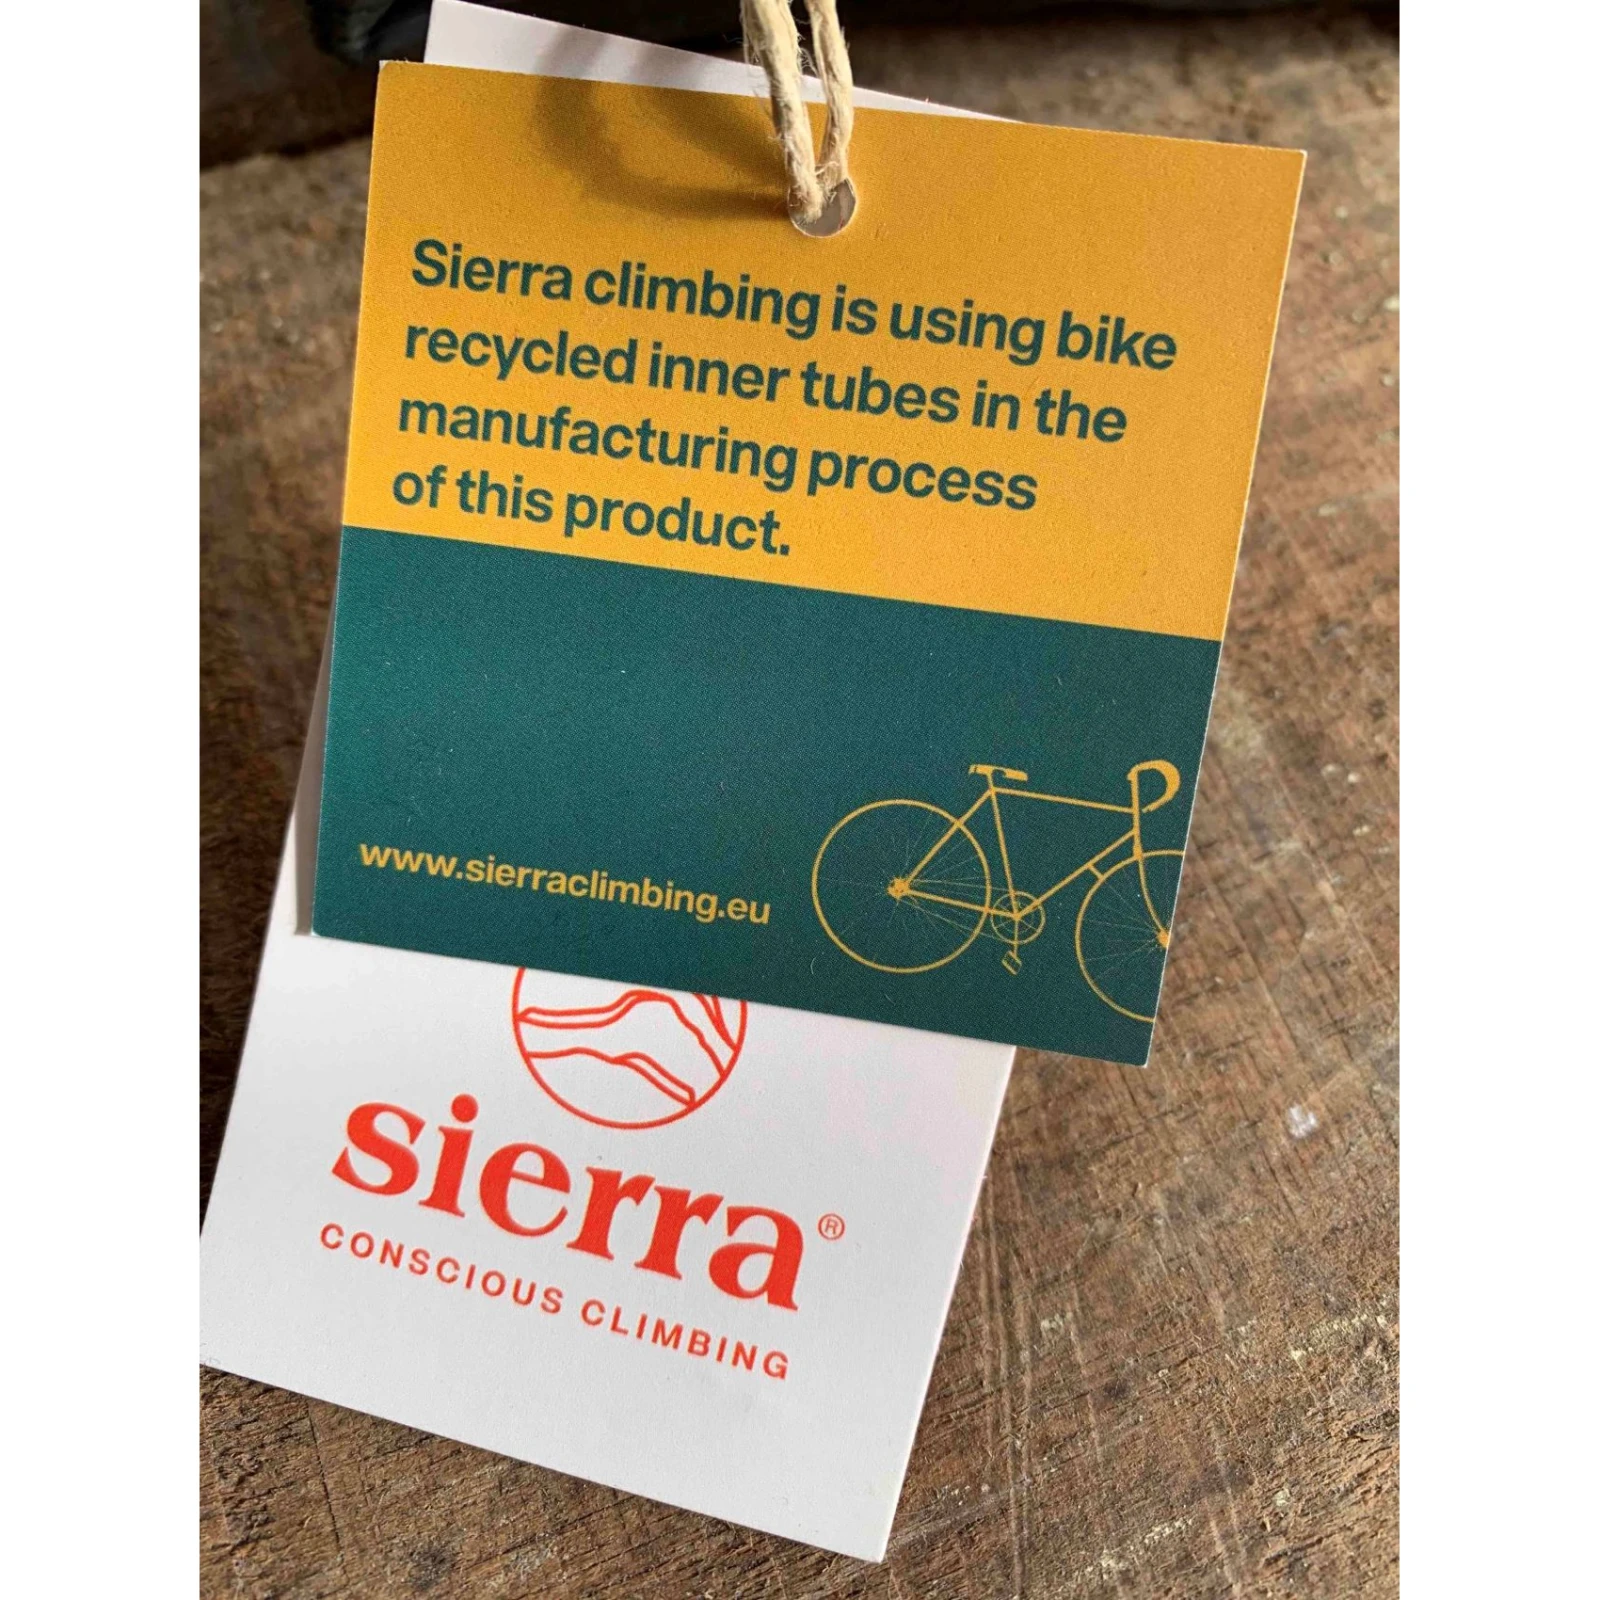 Sierra climbing is using bike
recycled inner tubes in the
manufacturing process
of this product.
www.sierraclimbing.eu
sierra®
CONSCIOUS CLIMBING